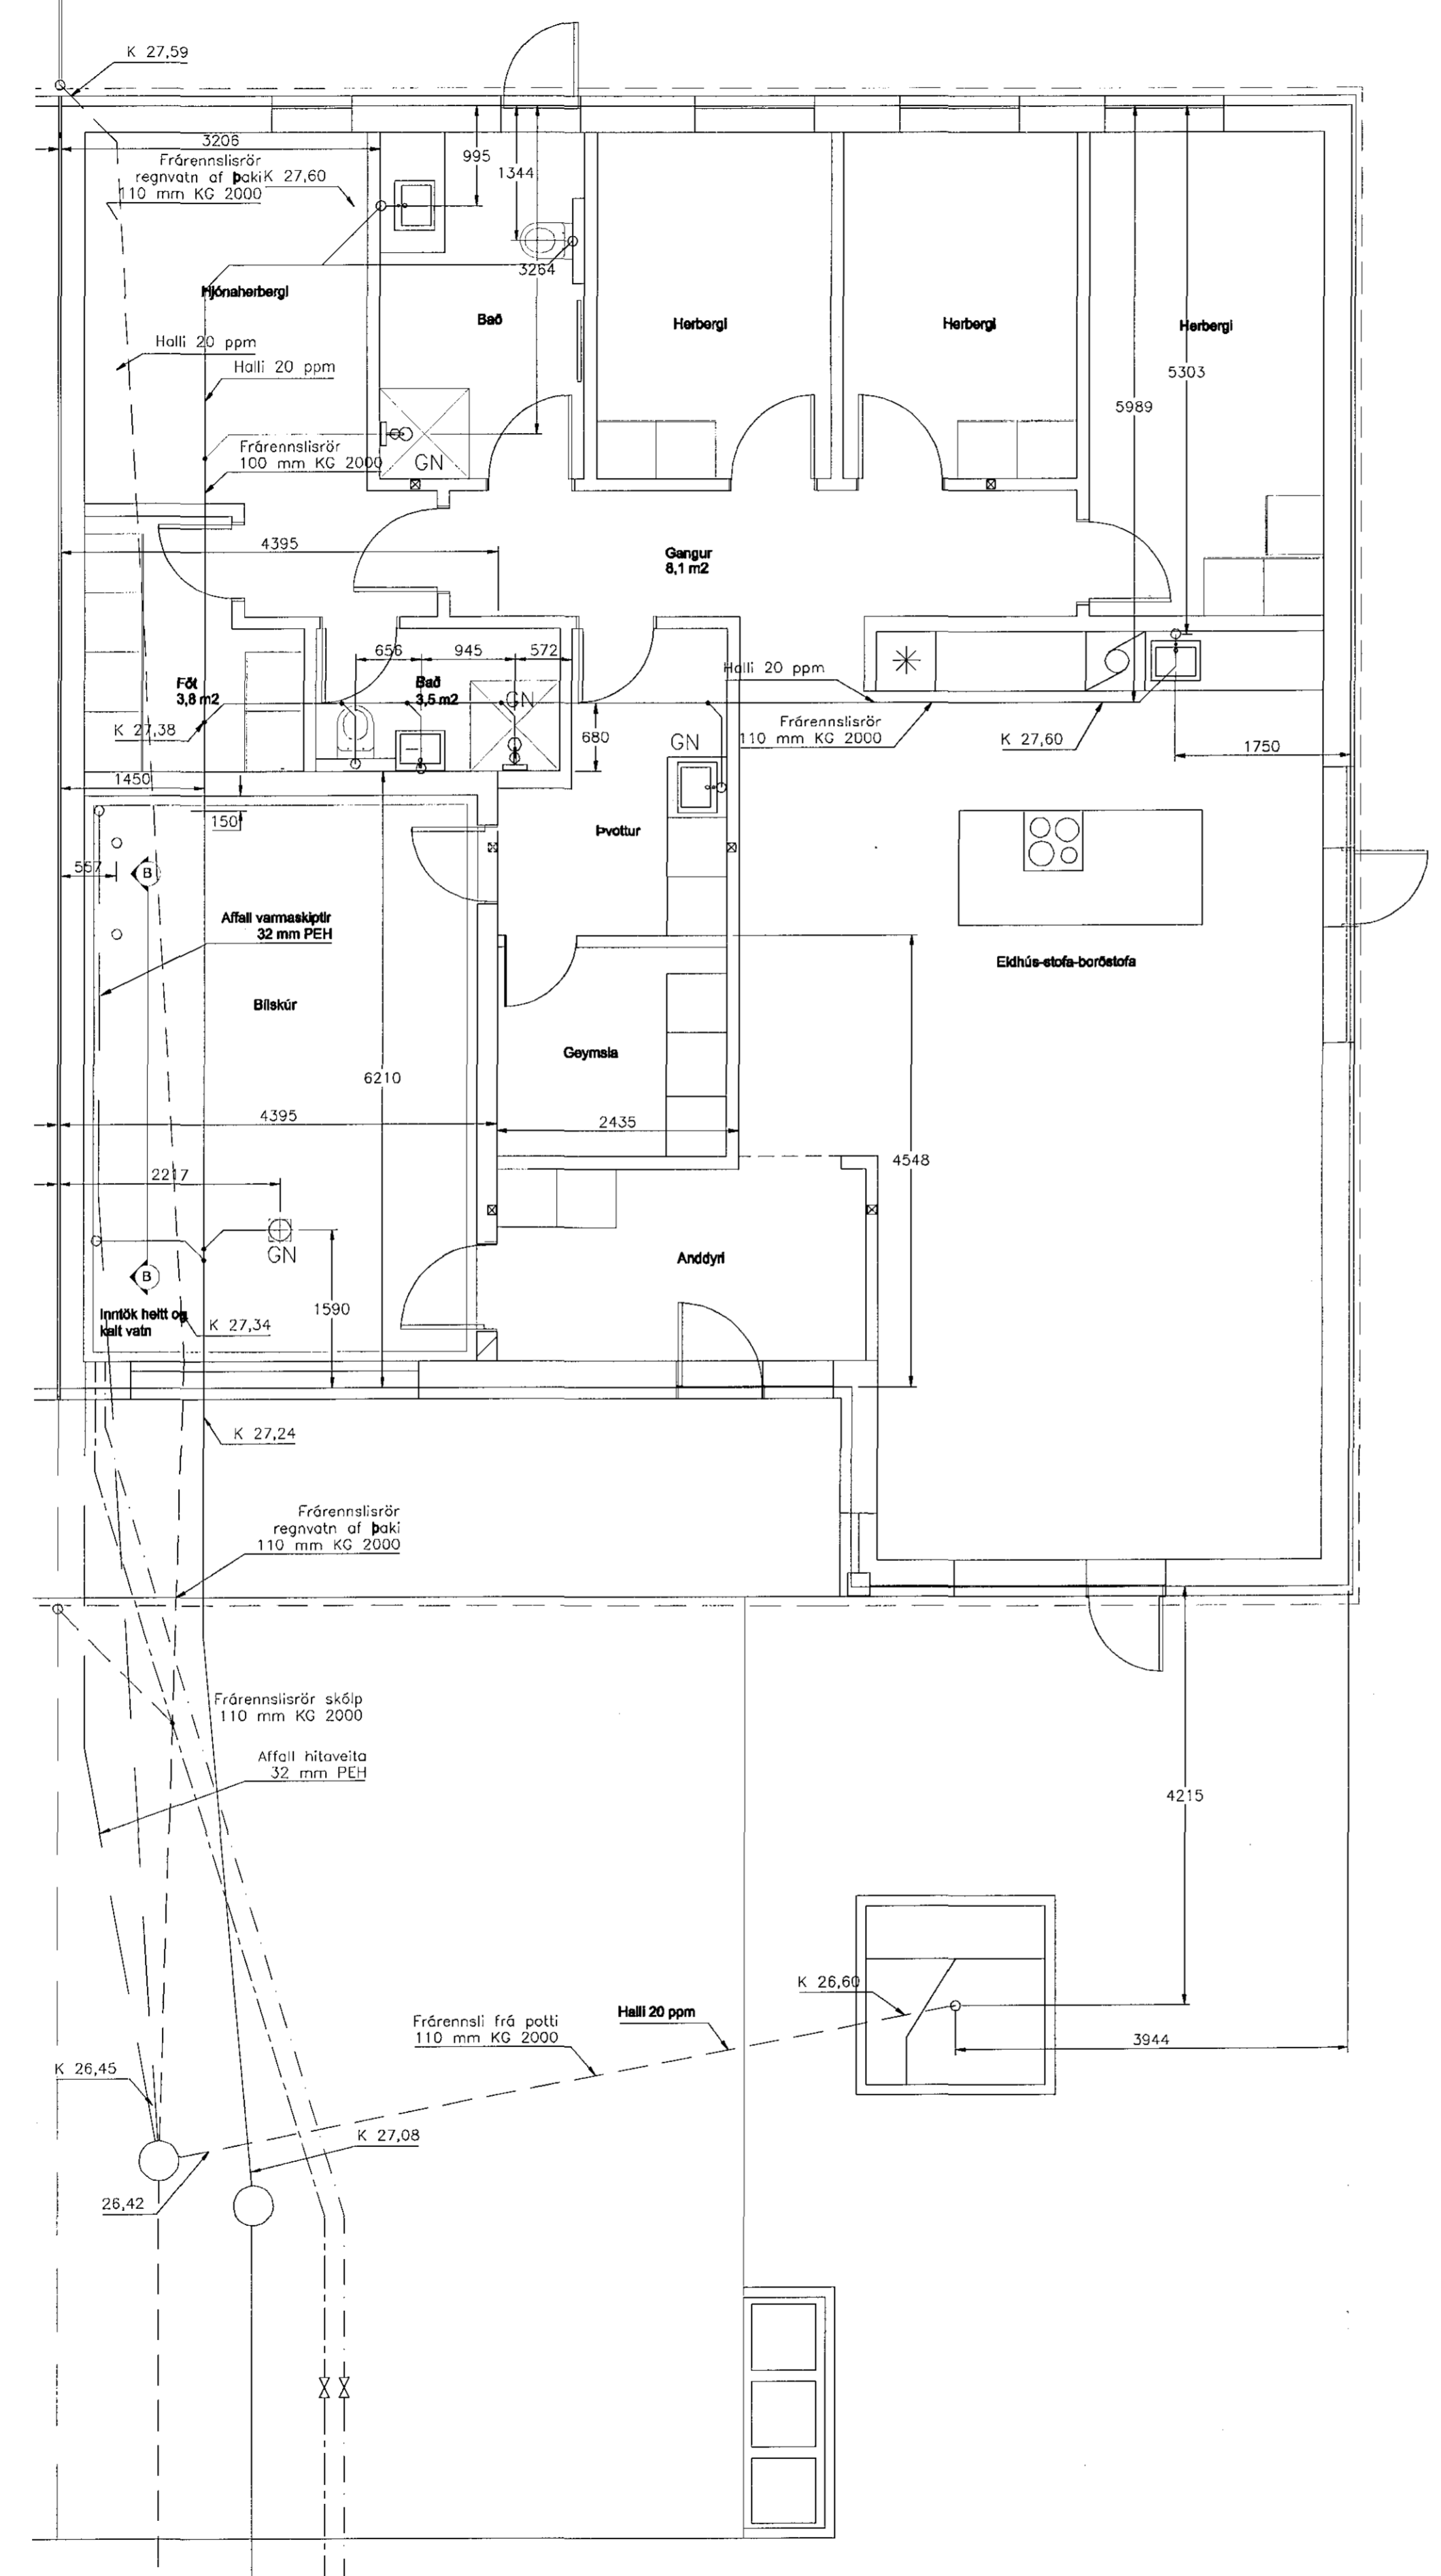 K 27,59
3206
Frárennslisrör
regnvatn af þaki K 27,60
110 mm KG 2000
995
1344
3264
Hjónaherbergi
Bað
Herbergi
Herbergi
Herbergi
Halli 20 ppm
Halli 20 ppm
5303
5989
Frárennslisrör
100 mm KG 2000
GN
4395
Gangur
8,1 m2
656
945
572
Halli 20 ppm
Föt
3,8 m2
Bað
3,5 m2
GN
K 27,38
680
GN
Frárennslisrör
110 mm KG 2000
K 27,60
1750
1450
150
Þvottur
557
B
Affall varmaskiptir
32 mm PEH
Eldhús-stofa-borðstofa
Bílskúr
Geymsla
6210
4395
2435
4548
2217
GN
Anddyri
B
1590
Inntök heitt og
kalt vatn
K 27,34
K 27,24
Frárennslisrör
regnvatn af þaki
110 mm KG 2000
Frárennslisrör skólp
110 mm KG 2000
Affall hitaveita
32 mm PEH
4215
K 26,60
Frárennsli frá potti
110 mm KG 2000
Halli 20 ppm
3944
K 26,45
K 27,08
26,42